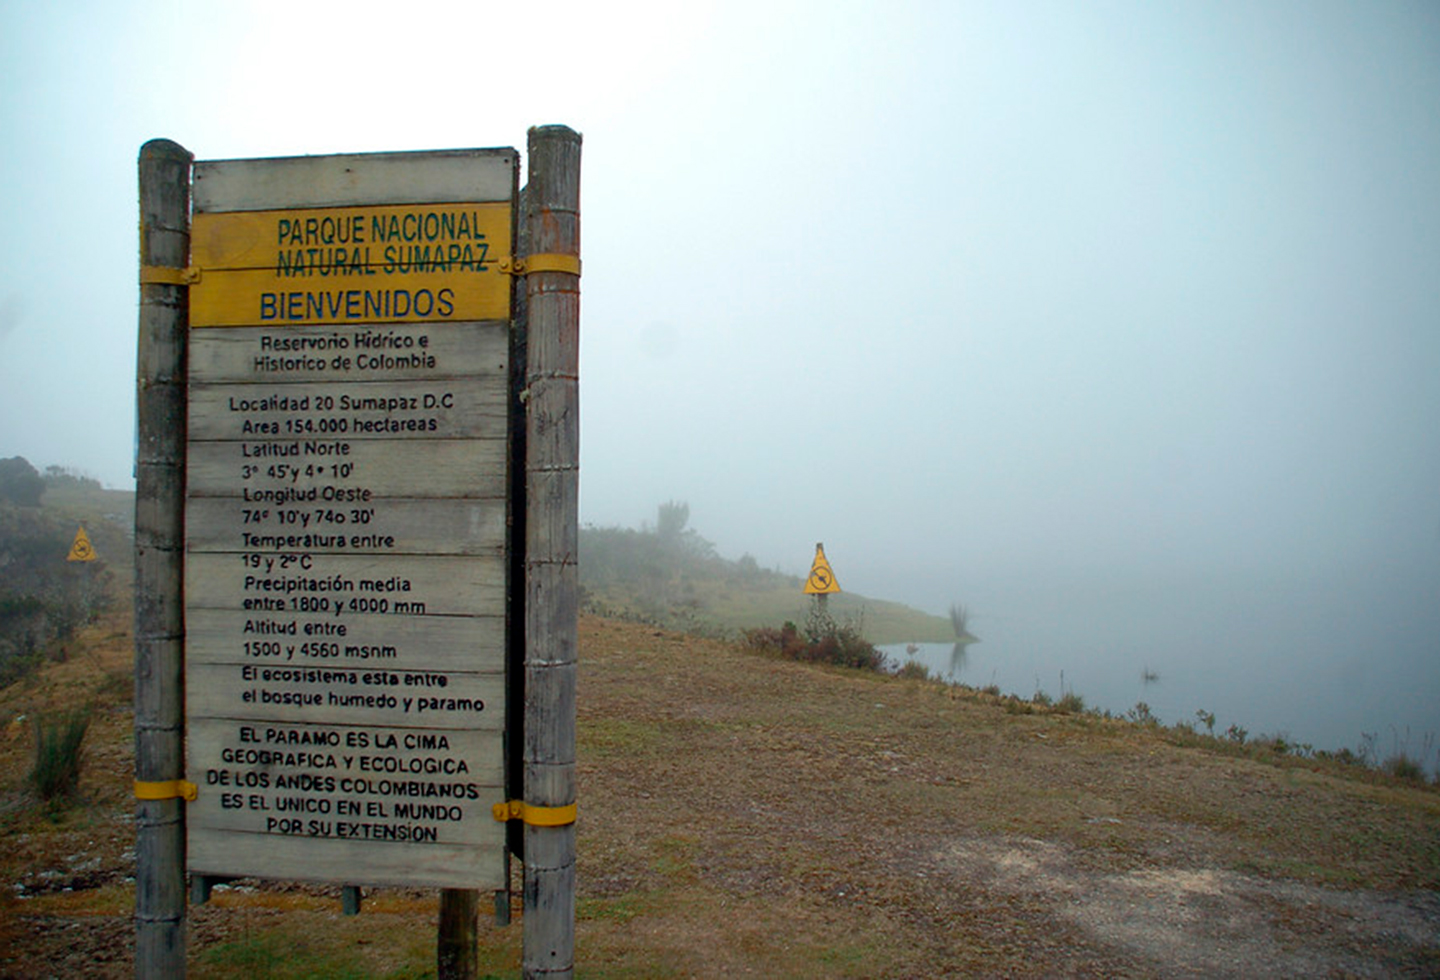 PARQUE NACIONAL
NATURAL SUMAPAZ
BIENVENIDOS
Reservorio Hídrico e
Historico de Colombia
Localidad 20 Sumapaz D.C
Area 154.000 hectareas
Latitud Norte
3° 45'y 4° 10'
Longitud Oeste
74° 10'y 74o 30'
Temperatura entre
19 y 2°C
Precipitación media
entre 1800 y 4000 mm
Altitud entre
1500 y 4560 msnm
El ecosistema esta entre
el bosque humedo y paramo
EL PARAMO ES LA CIMA
GEOGRAFICA Y ECOLOGICA
DE LOS ANDES COLOMBIANOS
ES EL UNICO EN EL MUNDO
POR SU EXTENSIÓN